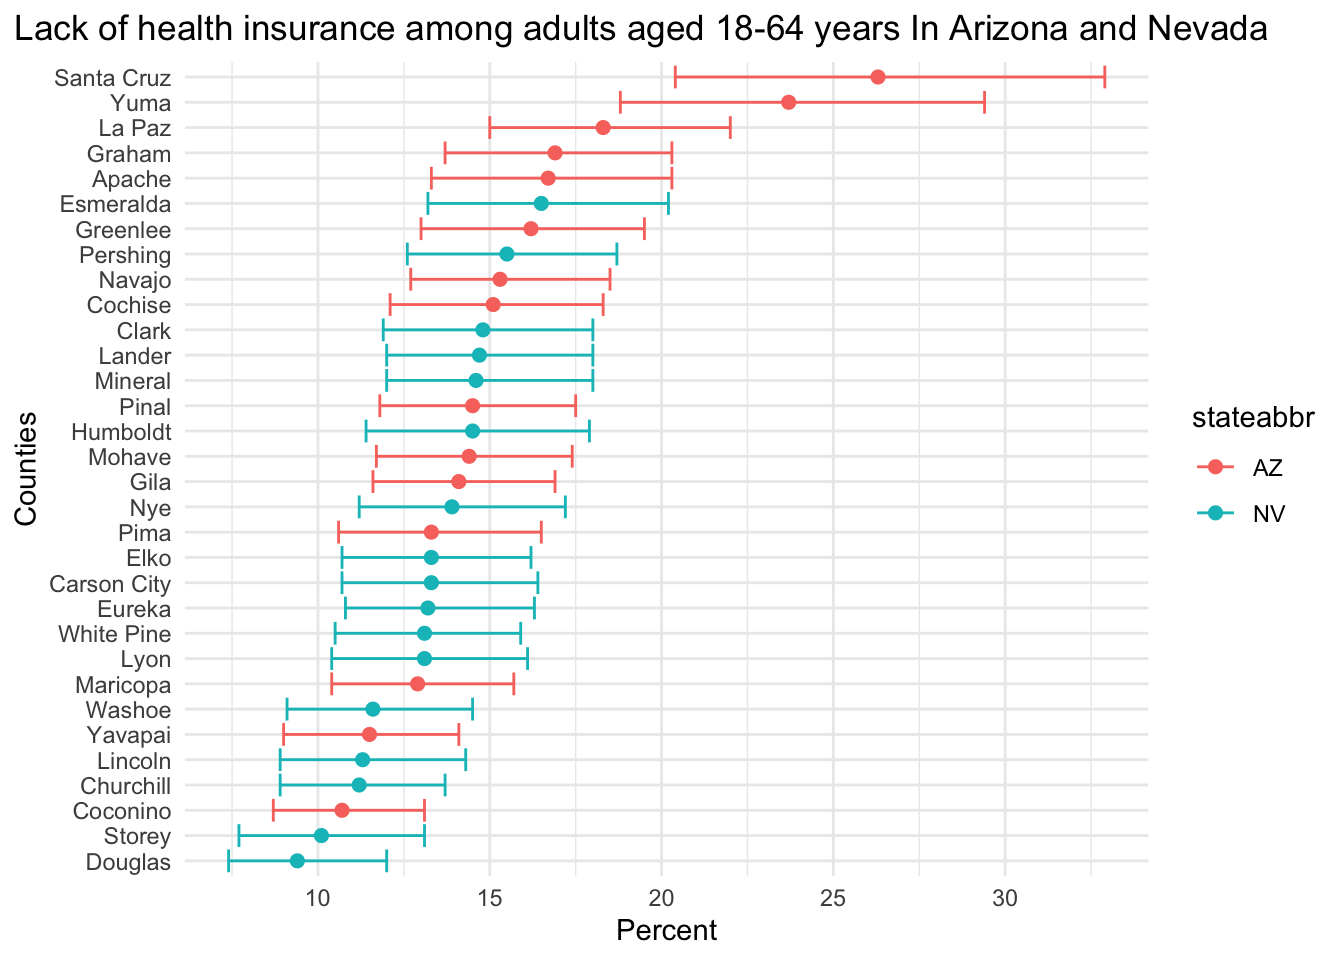 Lack of health insurance among adults aged 18-64 years In Arizona and Nevada
Santa Cruz
Yuma
La Paz
Graham
Apache
Esmeralda
Greenlee
Pershing
Navajo
Cochise
Clark
Lander
Mineral
Pinal
Humboldt
Mohave
Gila
Nye
Pima
Elko
Carson City
Eureka
White Pine
Lyon
Maricopa
Washoe
Yavapai
Lincoln
Churchill
Coconino
Storey
Douglas
Counties
10 15 20 25 30
Percent
stateabbr
AZ
NV